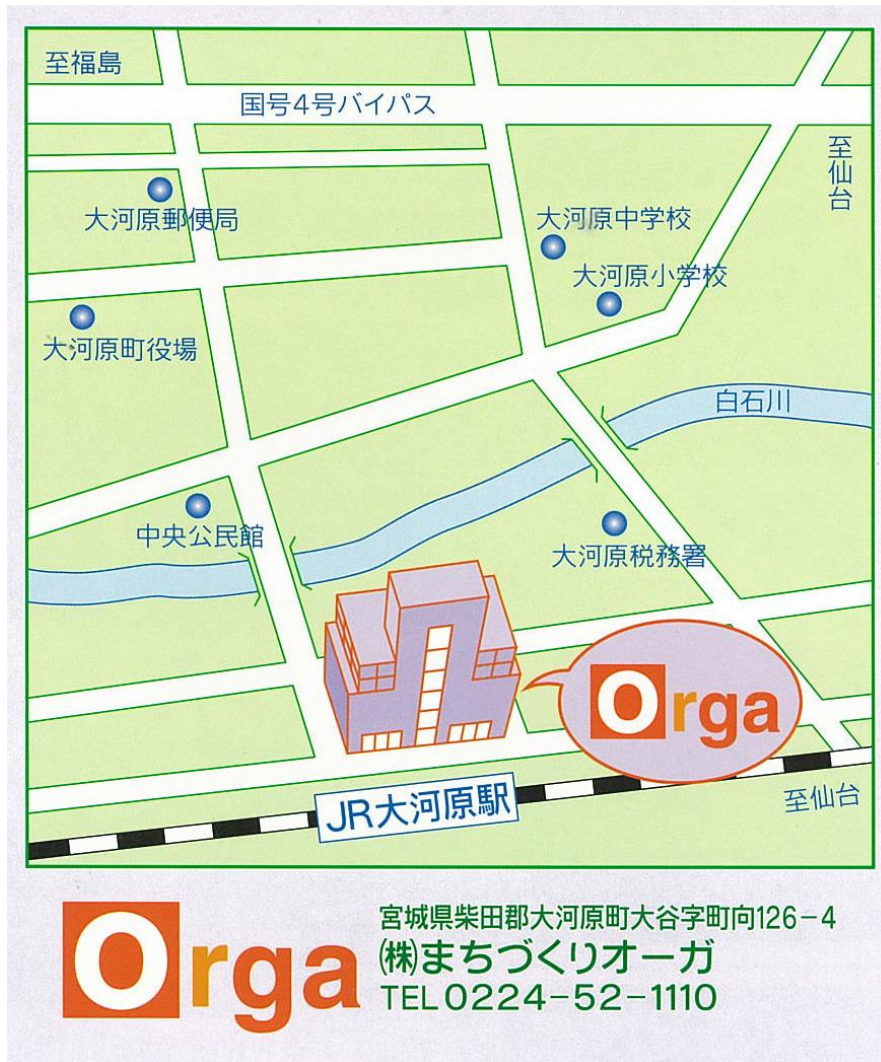 至福島
国号4号バイパス
至仙台
大河原郵便局
大河原中学校
大河原小学校
大河原町役場
白石川
中央公民館
大河原税務署
Orga
JR大河原駅
至仙台
Orga
宮城県柴田郡大河原町大谷字町向126-4
㈱まちづくりオーガ
TEL 0224-52-1110